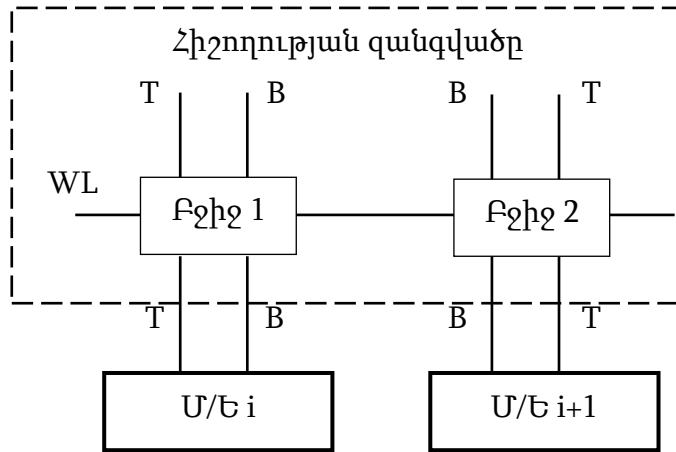 Հիշողության զանգվածը
T B B T
WL
Բջիջ 1 Բջիջ 2
T B B T
Մ/Ե i Մ/Ե i+1